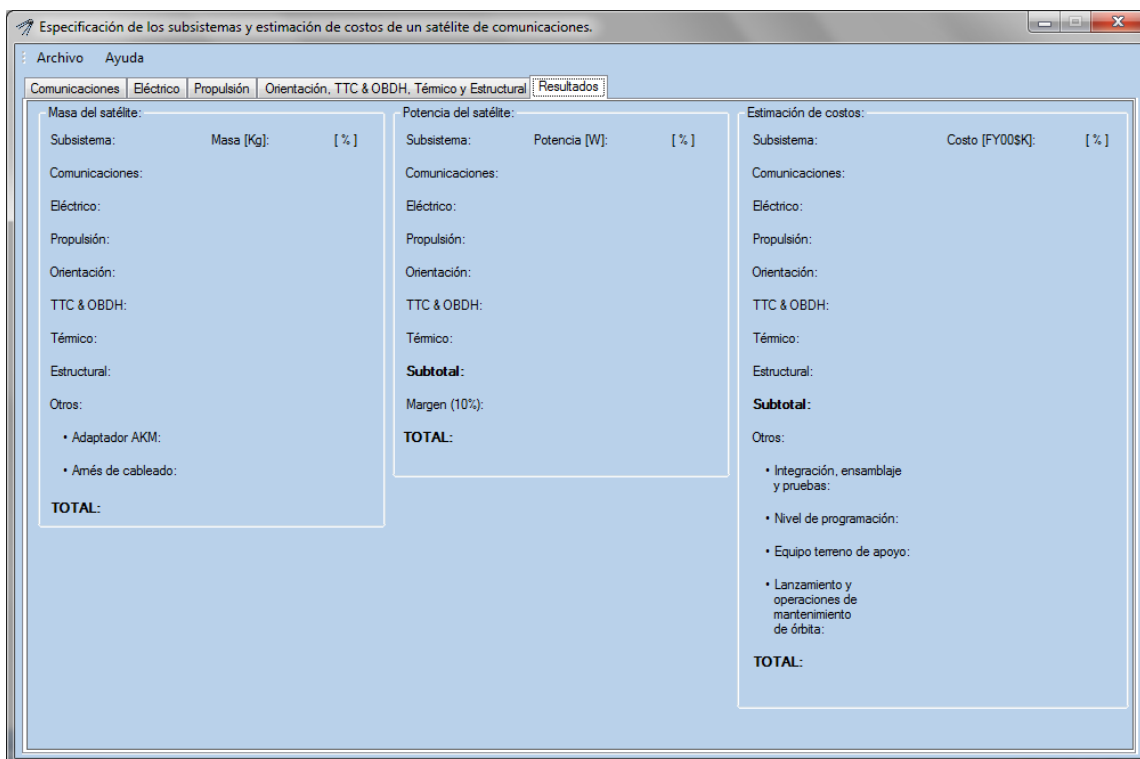 Especificación de los subsistemas y estimación de costos de un satélite de comunicaciones.
Archivo Ayuda
Comunicaciones Eléctrico Propulsión Orientación, TTC & OBDH, Térmico y Estructural Resultados
Masa del satélite:
Subsistema: Masa [Kg]: [ % ]
Comunicaciones:
Eléctrico:
Propulsión:
Orientación:
TTC & OBDH:
Térmico:
Estructural:
Otros:
• Adaptador AKM:
• Arnés de cableado:
TOTAL:
Potencia del satélite:
Subsistema: Potencia [W]: [ % ]
Comunicaciones:
Eléctrico:
Propulsión:
Orientación:
TTC & OBDH:
Térmico:
Subtotal:
Margen (10%):
TOTAL:
Estimación de costos:
Subsistema: Costo [FY00$K]: [ % ]
Comunicaciones:
Eléctrico:
Propulsión:
Orientación:
TTC & OBDH:
Térmico:
Estructural:
Subtotal:
Otros:
• Integración, ensamblaje
y pruebas:
• Nivel de programación:
• Equipo terreno de apoyo:
• Lanzamiento y
operaciones de
mantenimiento
de órbita:
TOTAL: